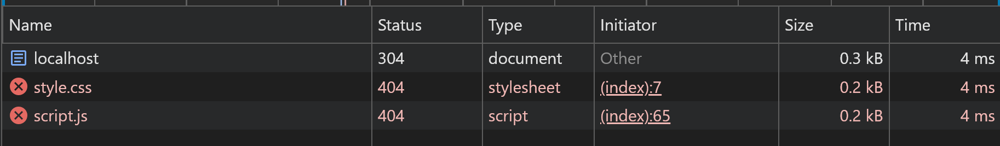 Name Status Type Initiator Size Time
localhost 304 document Other 0.3 kB 4 ms
style.css 404 stylesheet (index):7 0.2 kB 4 ms
script.js 404 script (index):65 0.2 kB 4 ms